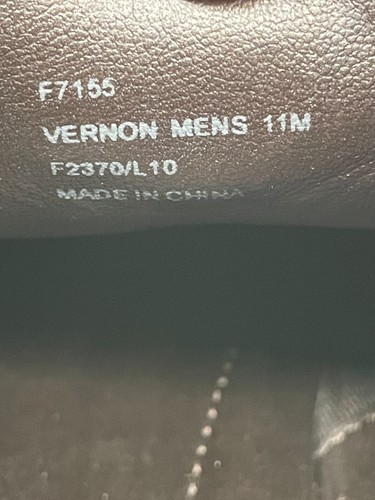 F7155
VERNON MENS 11M
F2370/L10
MADE IN CHINA